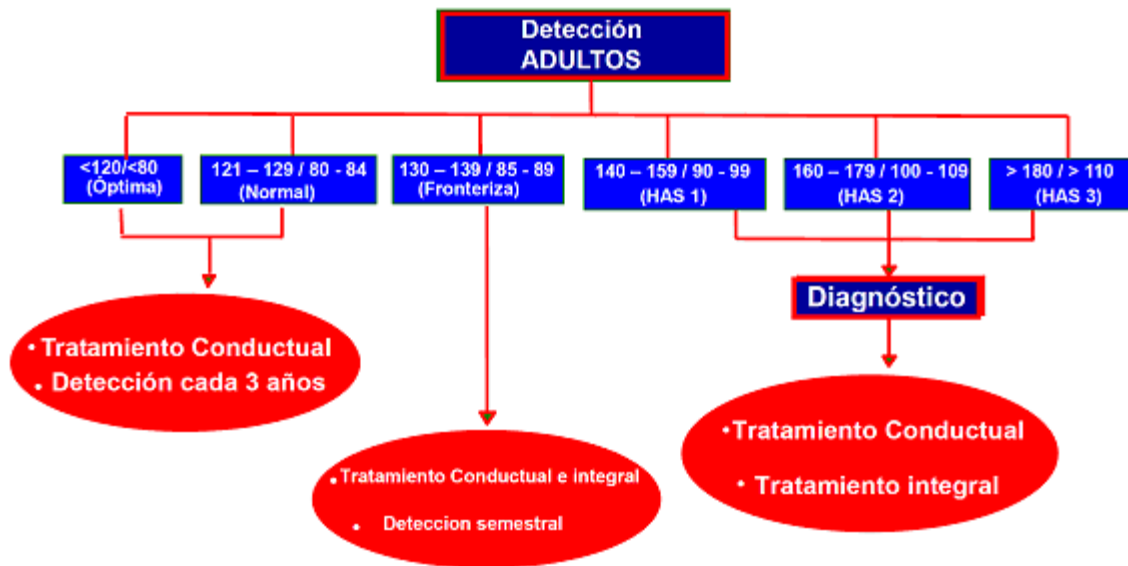 Detección
ADULTOS
<120/<80
(Óptima)
121 – 129 / 80 - 84
(Normal)
130 – 139 / 85 - 89
(Fronteriza)
140 – 159 / 90 - 99
(HAS 1)
160 – 179 / 100 - 109
(HAS 2)
> 180 / > 110
(HAS 3)
Diagnóstico
• Tratamiento Conductual
• Detección cada 3 años
• Tratamiento Conductual e integral
• Deteccion semestral
• Tratamiento Conductual
• Tratamiento integral